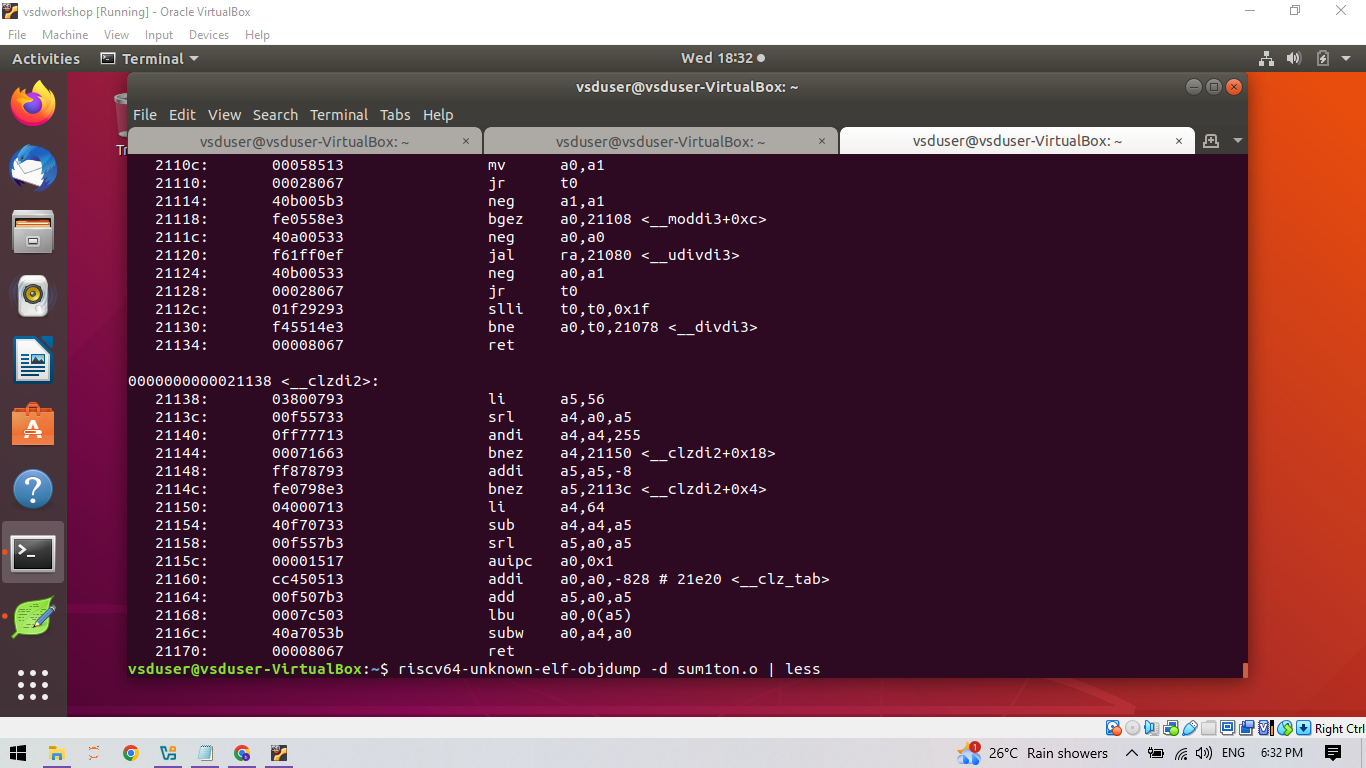 vsdworkshop [Running] - Oracle VirtualBox
File Machine View Input Devices Help
Activities Terminal Wed 18:32
vsduser@vsduser-VirtualBox: ~
File Edit View Search Terminal Tabs Help
vsduser@vsduser-VirtualBox: ~ × vsduser@vsduser-VirtualBox: ~ × vsduser@vsduser-VirtualBox: ~ ×
Tr
2110c: 00058513 mv a0,a1
21110: 00028067 jr t0
21114: 40b005b3 neg a1,a1
21118: fe0558e3 bgez a0,21108 <__moddi3+0xc>
2111c: 40a00533 neg a0,a0
21120: f61ff0ef jal ra,21080 <__udivdi3>
21124: 40b00533 neg a0,a1
21128: 00028067 jr t0
2112c: 01f29293 slli t0,t0,0x1f
21130: f45514e3 bne a0,t0,21078 <__divdi3>
21134: 00008067 ret
0000000000021138 <__clzdi2>:
21138: 03800793 li a5,56
2113c: 00f55733 srl a4,a0,a5
21140: 0ff77713 andi a4,a4,255
21144: 00071663 bnez a4,21150 <__clzdi2+0x18>
21148: ff878793 addi a5,a5,-8
2114c: fe0798e3 bnez a5,2113c <__clzdi2+0x4>
21150: 04000713 li a4,64
21154: 40f70733 sub a4,a4,a5
21158: 00f557b3 srl a5,a0,a5
2115c: 00001517 auipc a0,0x1
21160: cc450513 addi a0,a0,-828 # 21e20 <__clz_tab>
21164: 00f507b3 add a5,a0,a5
21168: 0007c503 lbu a0,0(a5)
2116c: 40a7053b subw a0,a4,a0
21170: 00008067 ret
vsduser@vsduser-VirtualBox:~$ riscv64-unknown-elf-objdump -d sum1ton.o | less
Right Ctrl
1 26°C Rain showers ENG 6:32 PM